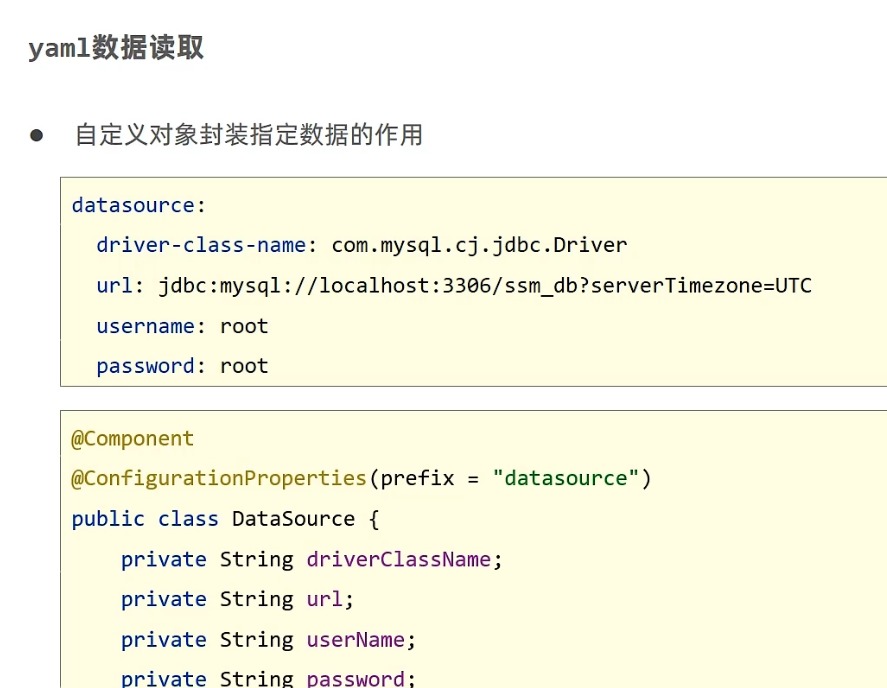 yaml数据读取
● 自定义对象封装指定数据的作用
datasource:
  driver-class-name: com.mysql.cj.jdbc.Driver
  url: jdbc:mysql://localhost:3306/ssm_db?serverTimezone=UTC
  username: root
  password: root
@Component
@ConfigurationProperties(prefix = "datasource")
public class DataSource {
    private String driverClassName;
    private String url;
    private String userName;
    private String password;